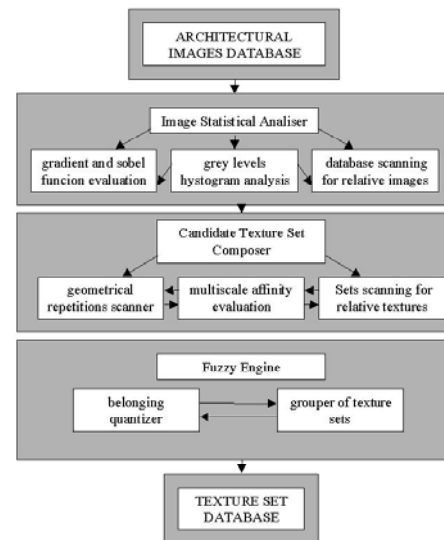 ARCHITECTURAL
IMAGES DATABASE
Image Statistical Analiser
gradient and sobel
funcion evaluation
grey levels
hystogram analysis
database scanning
for relative images
Candidate Texture Set
Composer
geometrical
repetitions scanner
multiscale affinity
evaluation
Sets scanning for
relative textures
Fuzzy Engine
belonging
quantizer
grouper of texture
sets
TEXTURE SET
DATABASE